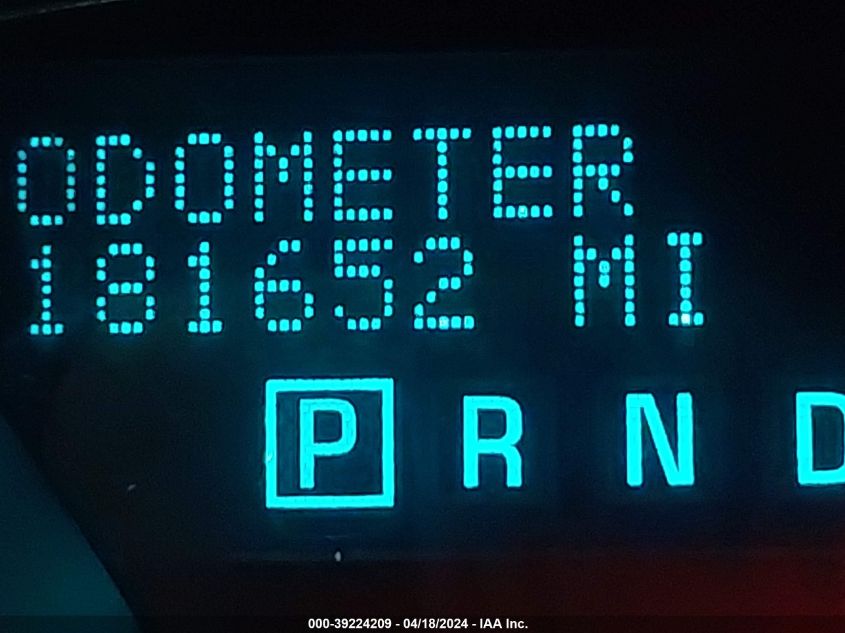 ODOMETER
181652 MI
P R N D
000-39224209 - 04/18/2024 - IAA Inc.